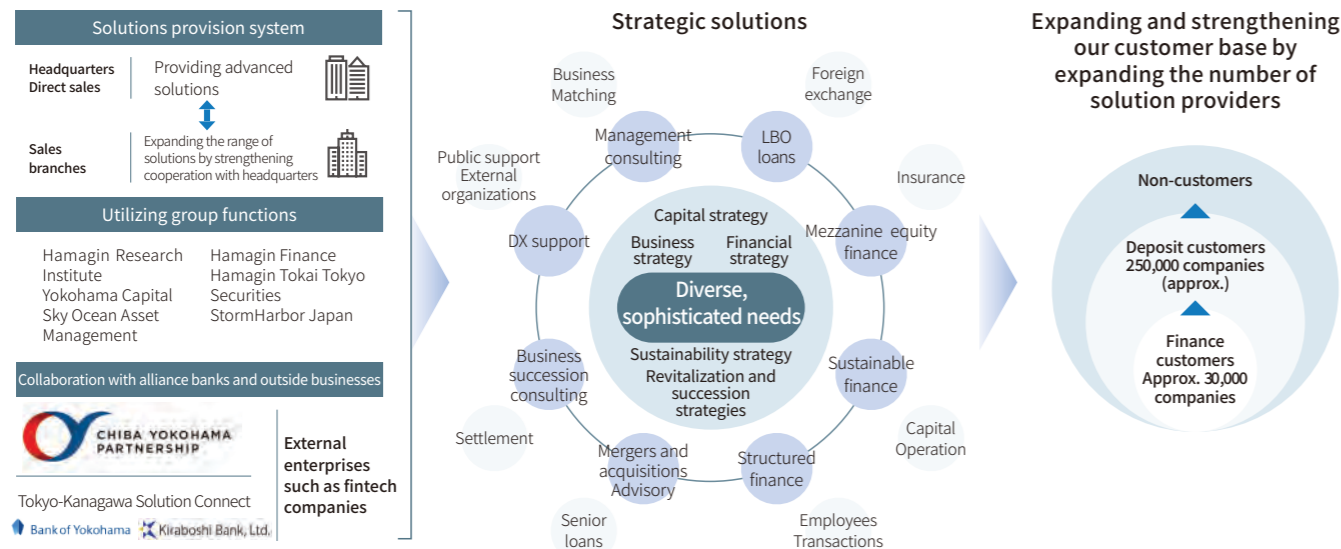 Solutions provision system
Headquarters
Direct sales
Providing advanced
solutions
Sales
branches
Expanding the range of
solutions by strengthening
cooperation with headquarters
Utilizing group functions
Hamagin Research
Institute
Yokohama Capital
Sky Ocean Asset
Management
Hamagin Finance
Hamagin Tokai Tokyo
Securities
StormHarbor Japan
Collaboration with alliance banks and outside businesses
CHIBA YOKOHAMA
PARTNERSHIP
Tokyo-Kanagawa Solution Connect
Bank of Yokohama
Kiraboshi Bank, Ltd.
External
enterprises
such as fintech
companies
Strategic solutions
Business
Matching
Foreign
exchange
Management
consulting
LBO
loans
Public support
External
organizations
Insurance
DX support
Mezzanine equity
finance
Capital strategy
Business
strategy
Financial
strategy
Diverse,
sophisticated needs
Sustainability strategy
Revitalization and
succession
strategies
Business
succession
consulting
Sustainable
finance
Settlement
Capital
Operation
Mergers and
acquisitions
Advisory
Structured
finance
Senior
loans
Employees
Transactions
Expanding and strengthening
our customer base by
expanding the number of
solution providers
Non-customers
Deposit customers
250,000 companies
(approx.)
Finance
customers
Approx. 30,000
companies